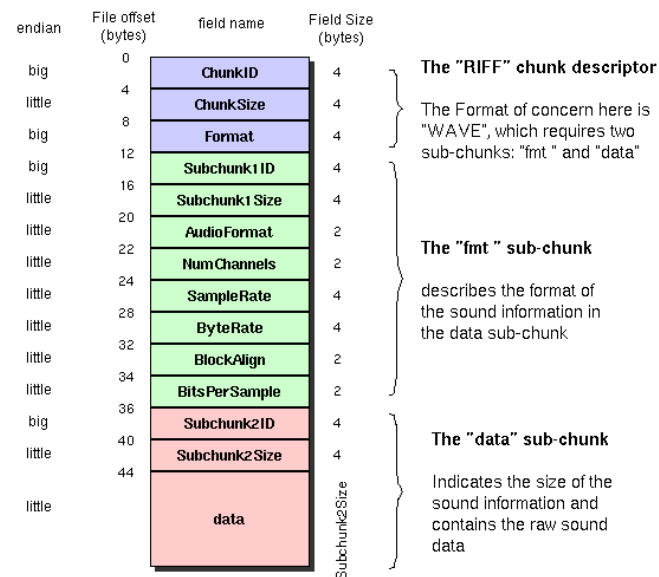 endian
File offset
(bytes)
field name
Field Size
(bytes)
0
big
ChunkID
4
4
little
ChunkSize
4
8
big
Format
4
12
big
Subchunk1ID
4
16
little
Subchunk1Size
4
20
little
AudioFormat
2
22
little
NumChannels
2
24
little
SampleRate
4
28
little
ByteRate
4
32
little
BlockAlign
2
34
little
BitsPerSample
2
36
big
Subchunk2ID
4
40
little
Subchunk2Size
4
44
little
data
Subchunk2Size
The "RIFF" chunk descriptor
The Format of concern here is
"WAVE", which requires two
sub-chunks: "fmt " and "data"
The "fmt " sub-chunk
describes the format of
the sound information in
the data sub-chunk
The "data" sub-chunk
Indicates the size of the
sound information and
contains the raw sound
data